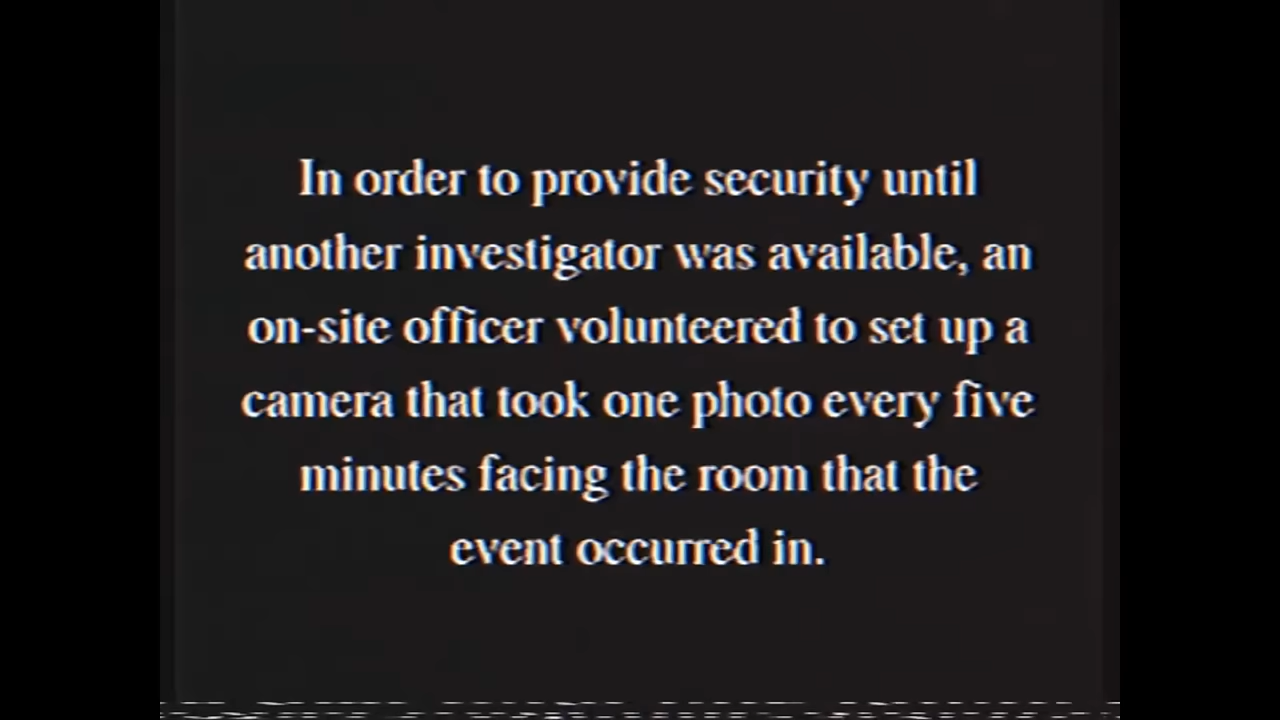 In order to provide security until
another investigator was available, an
on-site officer volunteered to set up a
camera that took one photo every five
minutes facing the room that the
event occurred in.